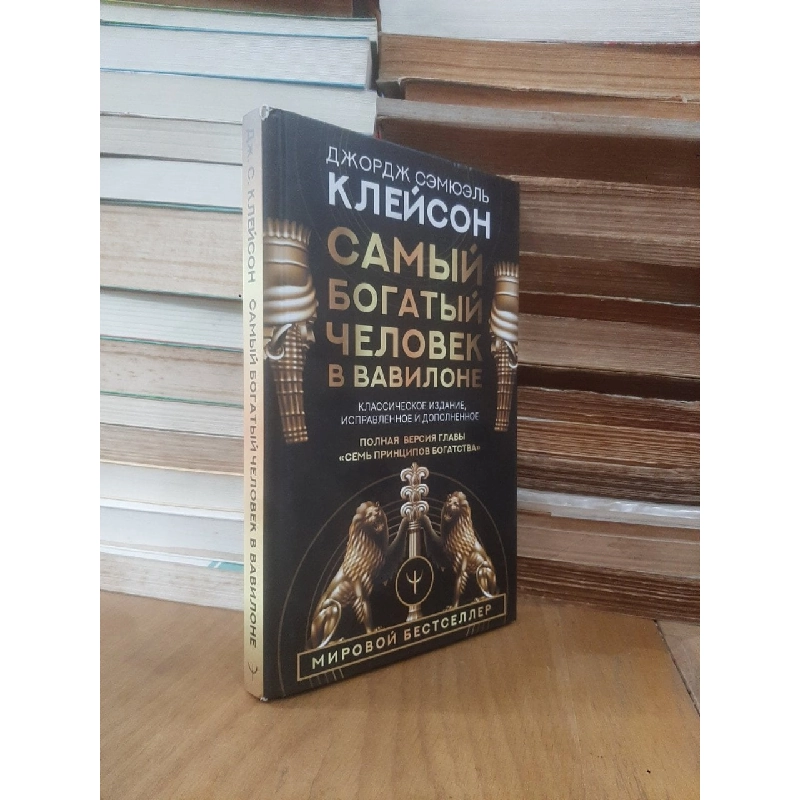 ДЖОРДЖ СЭМЮЭЛЬ
КЛЕЙСОН
САМЫЙ
БОГАТЫЙ
ЧЕЛОВЕК
В ВАВИЛОНЕ
КЛАССИЧЕСКОЕ ИЗДАНИЕ,
ИСПРАВЛЕННОЕ И ДОПОЛНЕННОЕ
ПОЛНАЯ ВЕРСИЯ ГЛАВЫ
«СЕМЬ ПРИНЦИПОВ БОГАТСТВА»
МИРОВОЙ БЕСТСЕЛЛЕР
ДЖ. С. КЛЕЙСОН САМЫЙ БОГАТЫЙ ЧЕЛОВЕК В ВАВИЛОНЕ